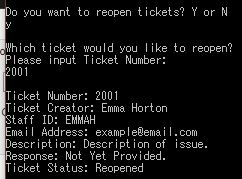 Do you want to reopen tickets? Y or N
y
Which ticket would you like to reopen?
Please input Ticket Number:
2001
Ticket Number: 2001
Ticket Creator: Emma Horton
Staff ID: EMMAH
Email Address: example@email.com
Description: Description of issue.
Response: Not Yet Provided.
Ticket Status: Reopened